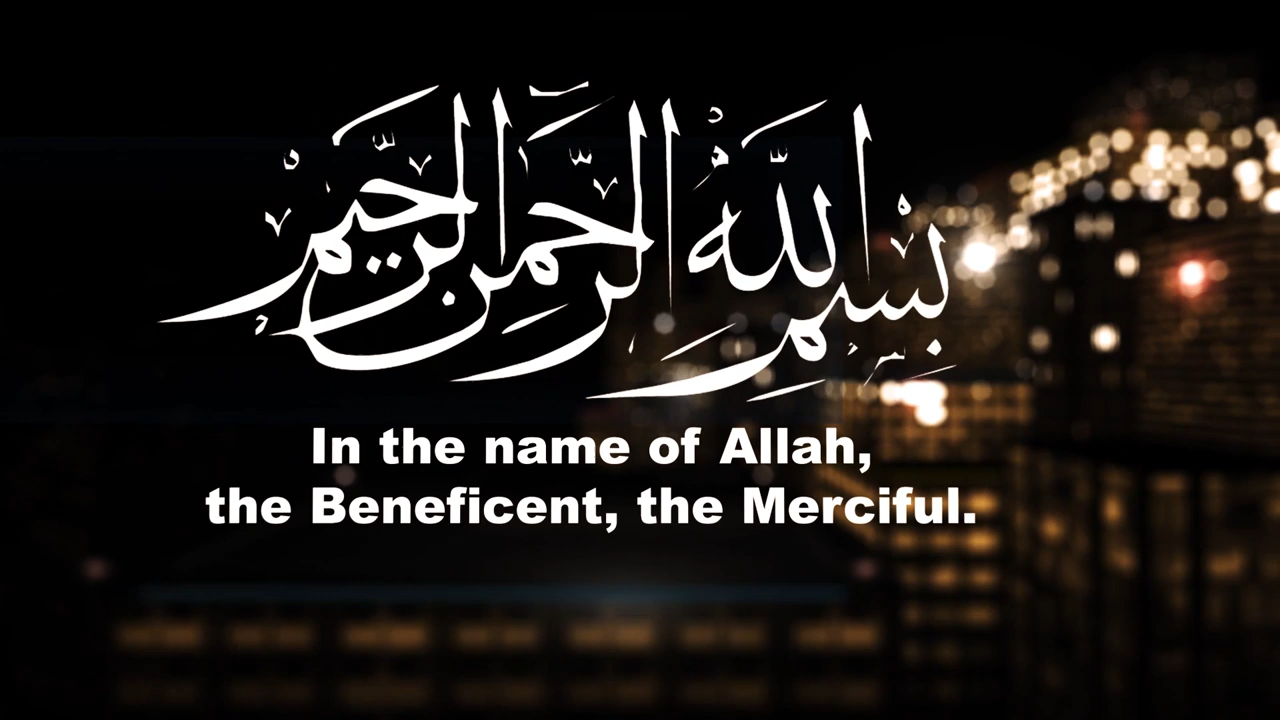 بِسْمِ اللَّهِ الرَّحْمَٰنِ الرَّحِيمِ
In the name of Allah,
the Beneficent, the Merciful.